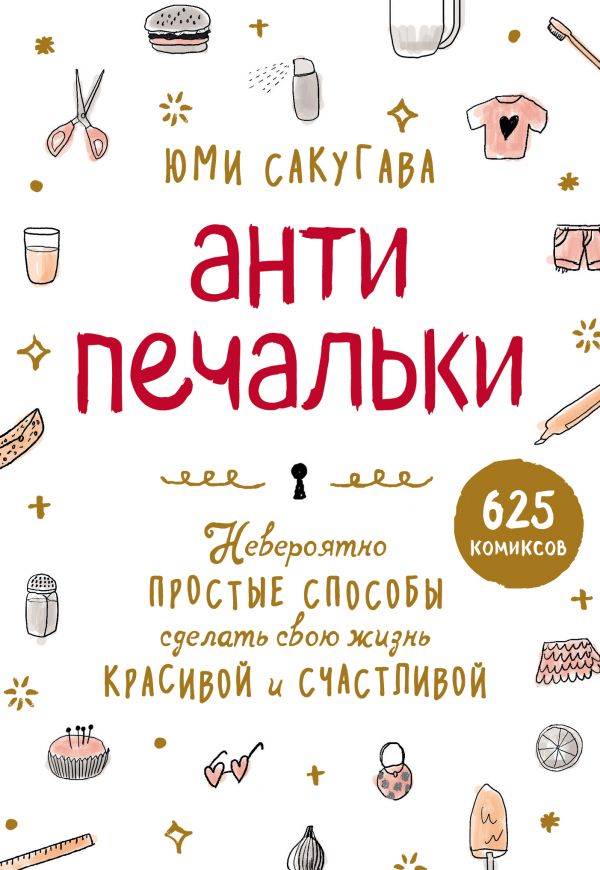 ЮМИ САКУГАВА
АНТИ
ПЕЧАЛЬКИ
625
КОМИКСОВ
Невероятно
ПРОСТЫЕ СПОСОБЫ
сделать свою жизнь
КРАСИВОЙ и СЧАСТЛИВОЙ